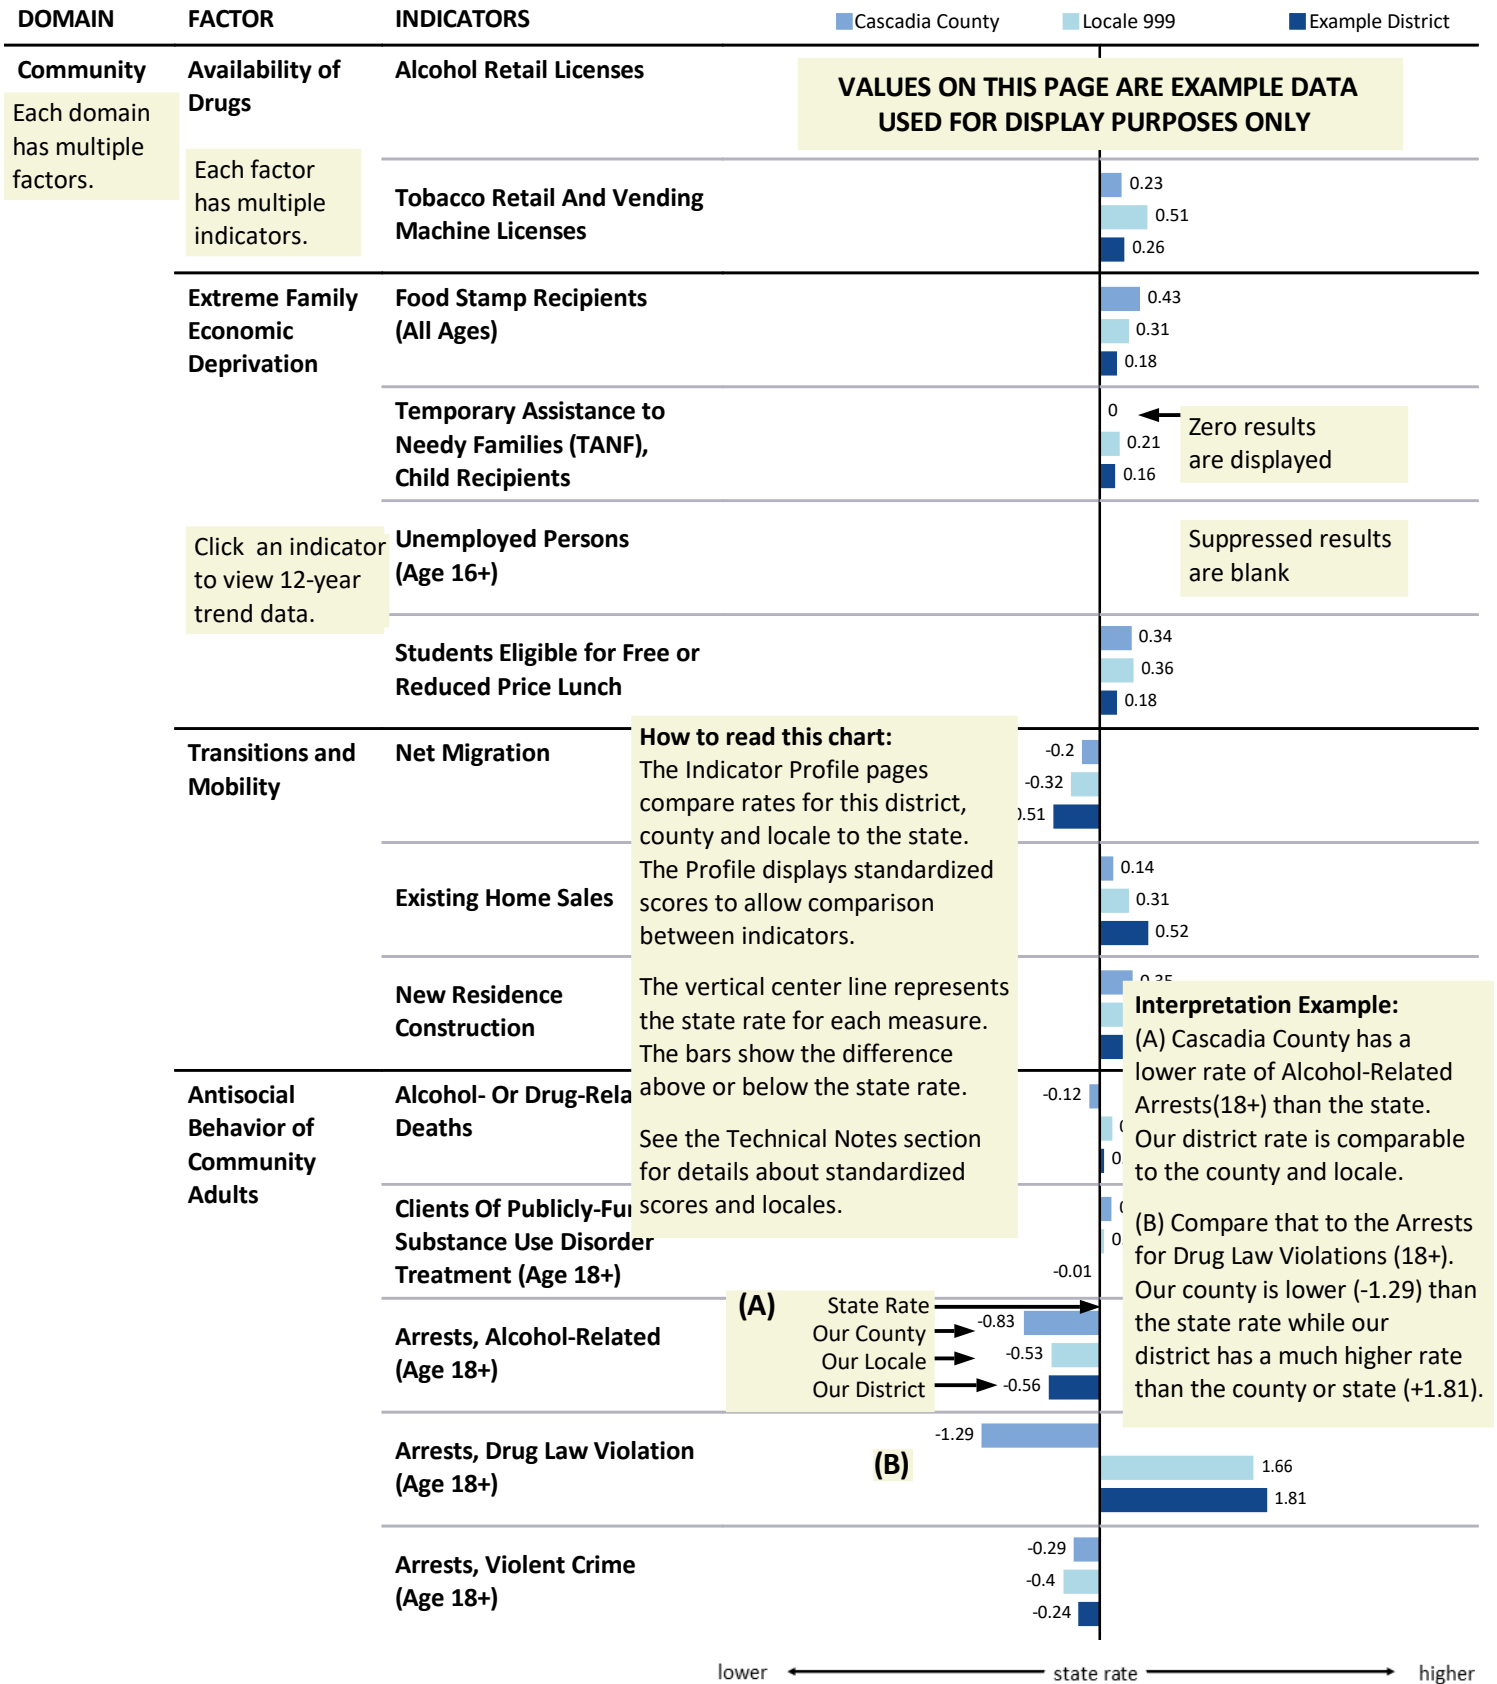 DOMAIN FACTOR INDICATORS Cascadia County Locale 999 Example District
Community
Each domain
has multiple
factors.
Availability of
Drugs
Each factor
has multiple
indicators.
Alcohol Retail Licenses
VALUES ON THIS PAGE ARE EXAMPLE DATA
USED FOR DISPLAY PURPOSES ONLY
Tobacco Retail And Vending
Machine Licenses
0.23
0.51
0.26
Extreme Family
Economic
Deprivation
Food Stamp Recipients
(All Ages)
0.43
0.31
0.18
Temporary Assistance to
Needy Families (TANF),
Child Recipients
0
0.21
0.16
Zero results
are displayed
Click an indicator
to view 12-year
trend data.
Unemployed Persons
(Age 16+)
Suppressed results
are blank
Students Eligible for Free or
Reduced Price Lunch
0.34
0.36
0.18
Transitions and
Mobility
Net Migration
-0.2
-0.32
.51
How to read this chart:
The Indicator Profile pages
compare rates for this district,
county and locale to the state.
The Profile displays standardized
scores to allow comparison
between indicators.
The vertical center line represents
the state rate for each measure.
The bars show the difference
above or below the state rate.
See the Technical Notes section
for details about standardized
scores and locales.
Existing Home Sales
0.14
0.31
0.52
New Residence
Construction
Interpretation Example:
(A) Cascadia County has a
lower rate of Alcohol-Related
Arrests(18+) than the state.
Our district rate is comparable
to the county and locale.
(B) Compare that to the Arrests
for Drug Law Violations (18+).
Our county is lower (-1.29) than
the state rate while our
district has a much higher rate
than the county or state (+1.81).
Antisocial
Behavior of
Community
Adults
Alcohol- Or Drug-Rela
Deaths
-0.12
Clients Of Publicly-Fu
Substance Use Disorder
Treatment (Age 18+)
-0.01
Arrests, Alcohol-Related
(Age 18+)
(A) State Rate
Our County -0.83
Our Locale -0.53
Our District -0.56
Arrests, Drug Law Violation
(Age 18+)
(B)
-1.29
1.66
1.81
Arrests, Violent Crime
(Age 18+)
-0.29
-0.4
-0.24
lower state rate higher